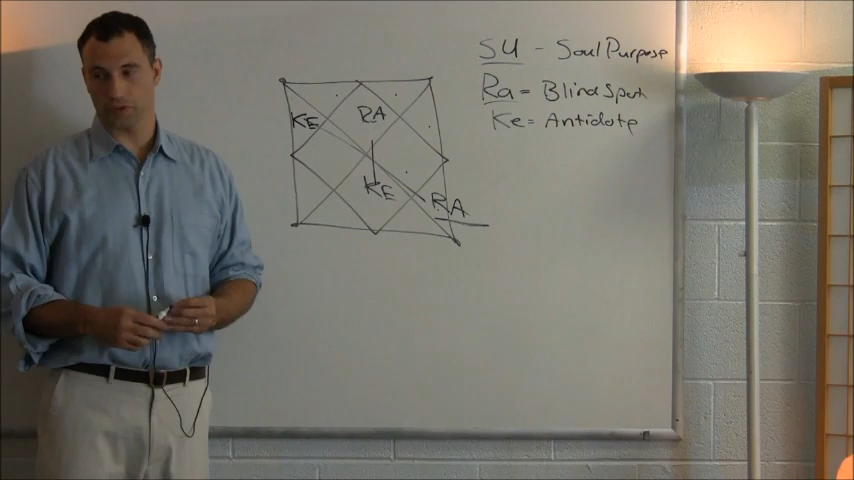 SU - Soul Purpose
Ra = Blind Spot
Ke = Antidote
KE RA
KE RA